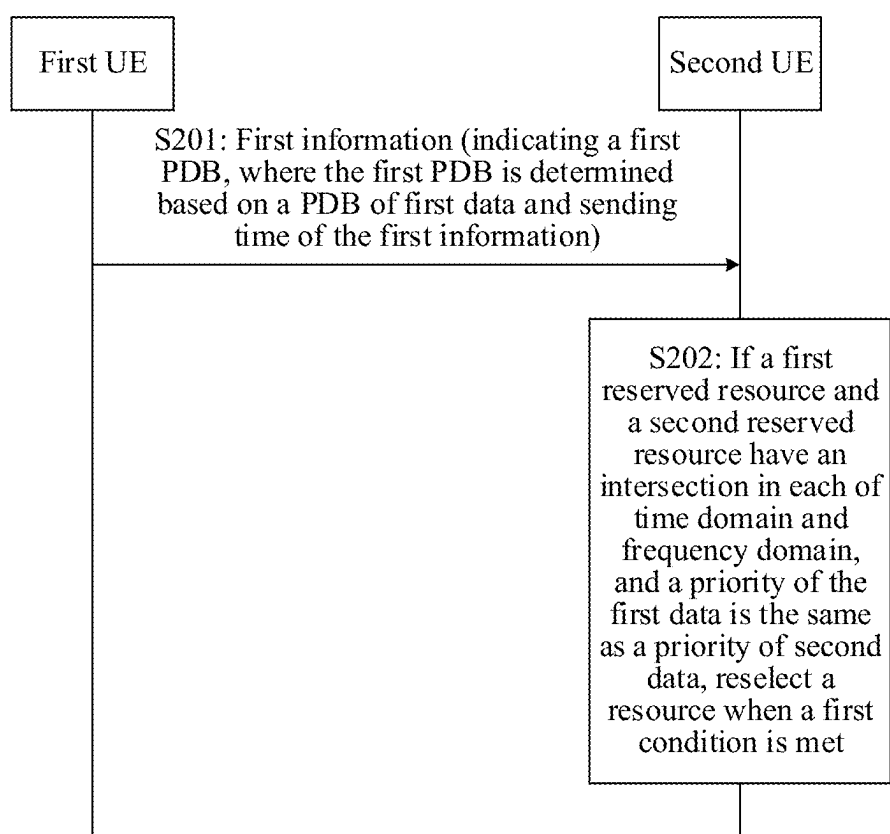 First UE
Second UE
S201: First information (indicating a first
PDB, where the first PDB is determined
based on a PDB of first data and sending
time of the first information)
S202: If a first
reserved resource and
a second reserved
resource have an
intersection in each of
time domain and
frequency domain,
and a priority of the
first data is the same
as a priority of second
data, reselect a
resource when a first
condition is met